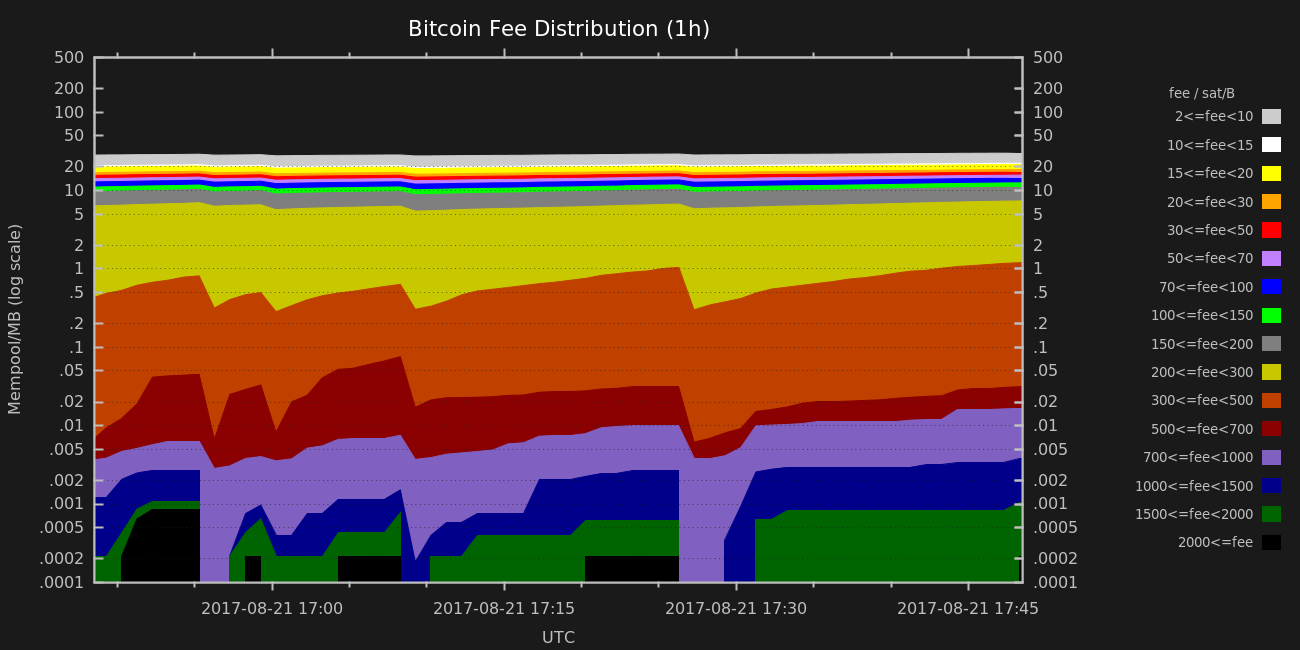 Bitcoin Fee Distribution (1h)
500 500
200 200
100 100
50 50
20 20
10 10
5 5
2 2
1 1
.5 .5
.2 .2
.1 .1
.05 .05
.02 .02
.01 .01
.005 .005
.002 .002
.001 .001
.0005 .0005
.0002 .0002
.0001 .0001
Mempool/MB (log scale)
2017-08-21 17:00 2017-08-21 17:15 2017-08-21 17:30 2017-08-21 17:45
UTC
fee / sat/B
2<=fee<10
10<=fee<15
15<=fee<20
20<=fee<30
30<=fee<50
50<=fee<70
70<=fee<100
100<=fee<150
150<=fee<200
200<=fee<300
300<=fee<500
500<=fee<700
700<=fee<1000
1000<=fee<1500
1500<=fee<2000
2000<=fee